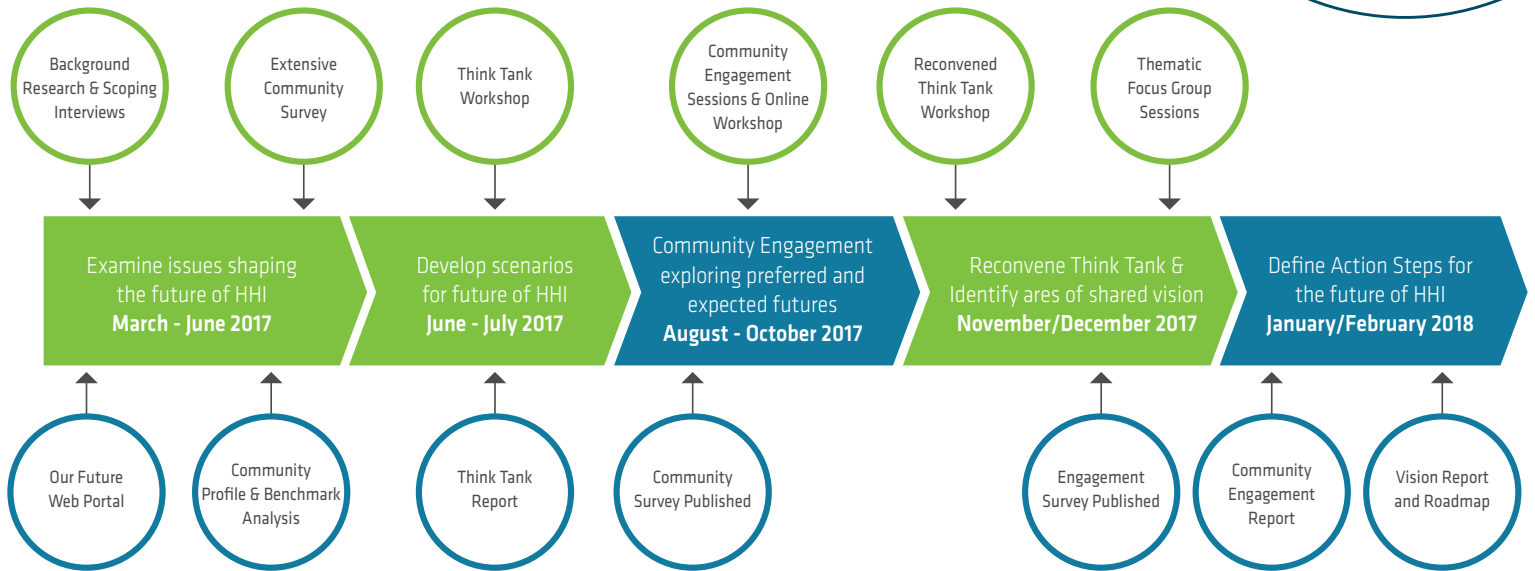 Background
Research & Scoping
Interviews
Extensive
Community
Survey
Think Tank
Workshop
Community
Engagement
Sessions & Online
Workshop
Reconvened
Think Tank
Workshop
Thematic
Focus Group
Sessions
Examine issues shaping
the future of HHI
March - June 2017
Develop scenarios
for future of HHI
June - July 2017
Community Engagement
exploring preferred and
expected futures
August - October 2017
Reconvene Think Tank &
Identify ares of shared vision
November/December 2017
Define Action Steps for
the future of HHI
January/February 2018
Our Future
Web Portal
Community
Profile & Benchmark
Analysis
Think Tank
Report
Community
Survey Published
Engagement
Survey Published
Community
Engagement
Report
Vision Report
and Roadmap